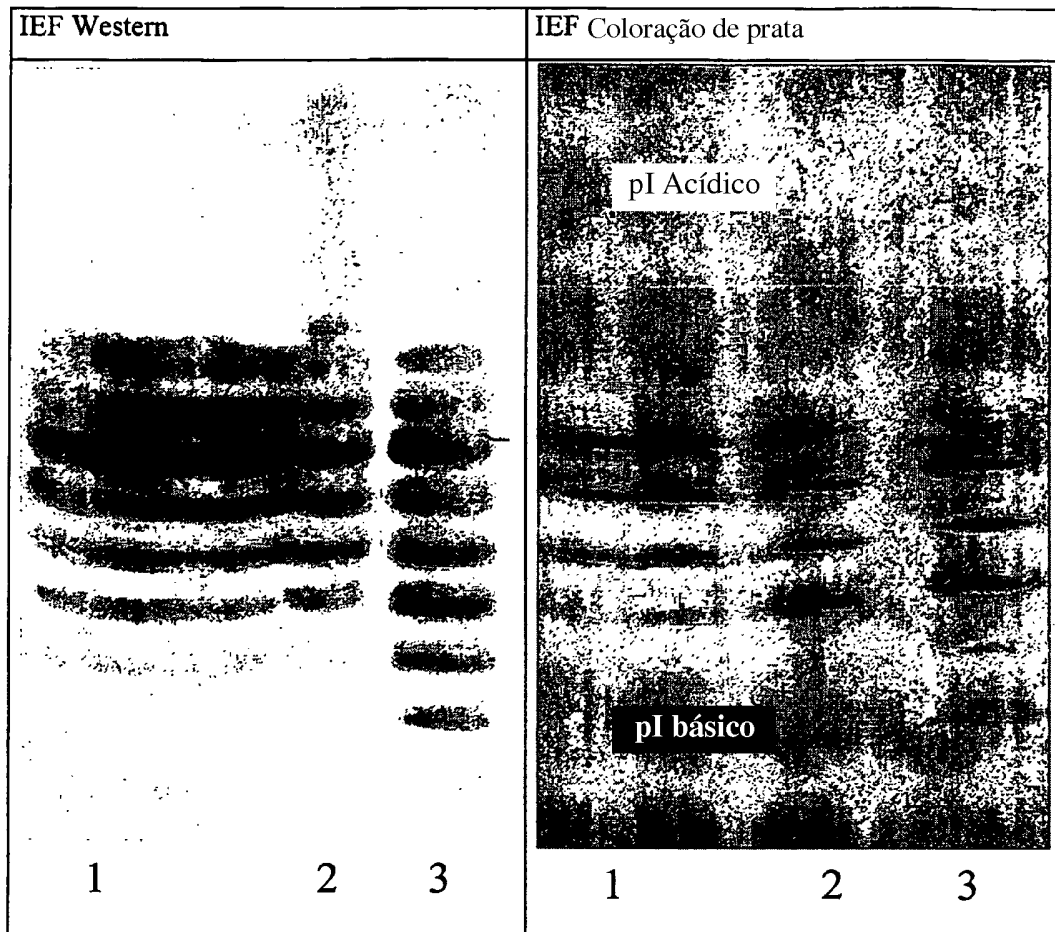 IEF Western
IEF Coloração de prata
pI Acídico
pI básico
1 2 3
1 2 3